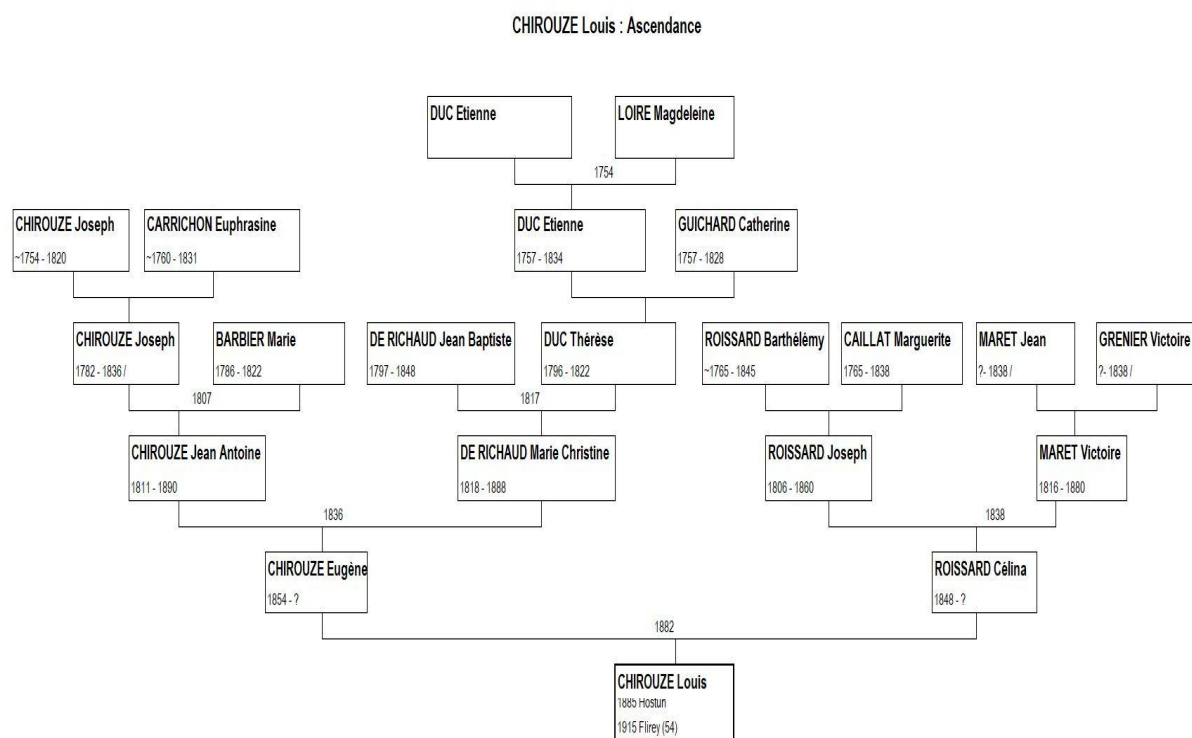 CHIROUZE Louis : Ascendance
DUC Etienne
LOIRE Magdeleine
1754
CHIROUZE Joseph
~1754 - 1820
CARRICHON Euphrasine
~1760 - 1831
DUC Etienne
1757 - 1834
GUICHARD Catherine
1757 - 1828
CHIROUZE Joseph
1782 - 1836 /
BARBIER Marie
1786 - 1822
DE RICHAUD Jean Baptiste
1797 - 1848
DUC Thérèse
1796 - 1822
ROISSARD Barthélémy
~1765 - 1845
CAILLAT Marguerite
1765 - 1838
MARET Jean
?- 1838 /
GRENIER Victoire
?- 1838 /
1807
1817
CHIROUZE Jean Antoine
1811 - 1890
DE RICHAUD Marie Christine
1818 - 1888
ROISSARD Joseph
1806 - 1860
MARET Victoire
1816 - 1880
1836
1838
CHIROUZE Eugène
1854 - ?
ROISSARD Célina
1848 - ?
1882
CHIROUZE Louis
1885 Hostun
1915 Flirey (54)